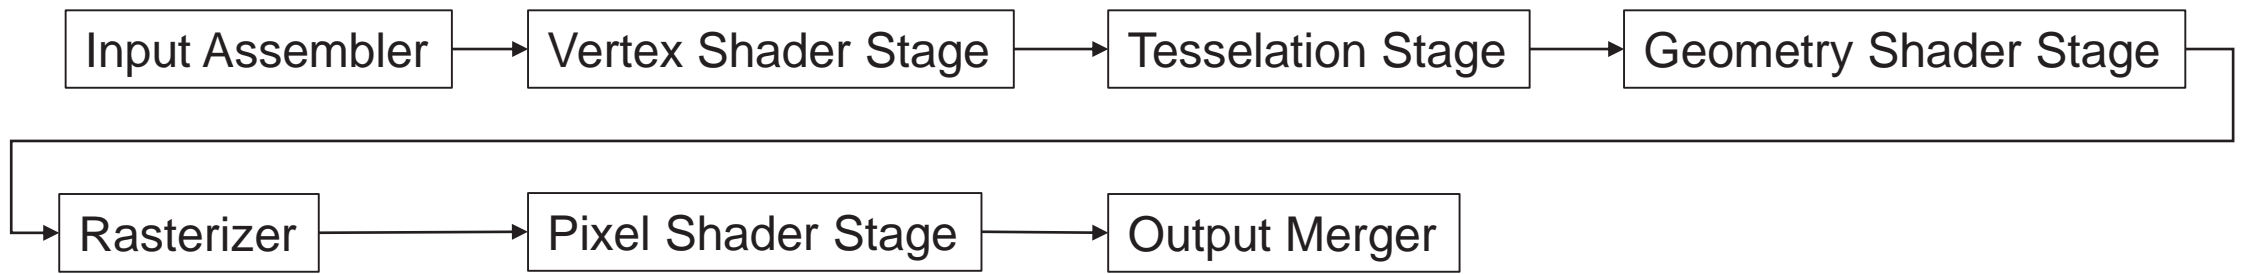 Input Assembler
Vertex Shader Stage
Tesselation Stage
Geometry Shader Stage
Rasterizer
Pixel Shader Stage
Output Merger